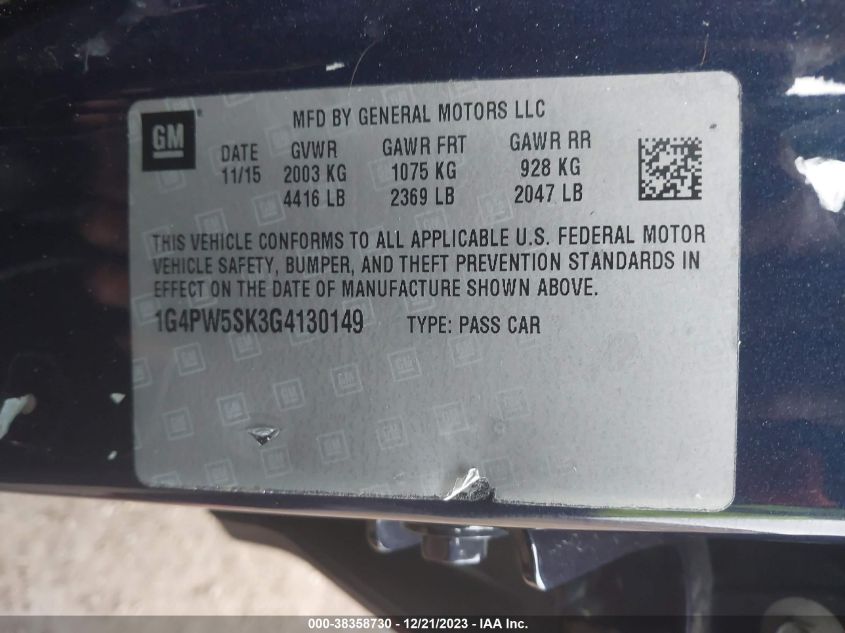 MFD BY GENERAL MOTORS LLC
GM
DATE GVWR GAWR FRT GAWR RR
11/15 2003 KG 1075 KG 928 KG
4416 LB 2369 LB 2047 LB
THIS VEHICLE CONFORMS TO ALL APPLICABLE U.S. FEDERAL MOTOR
VEHICLE SAFETY, BUMPER, AND THEFT PREVENTION STANDARDS IN
EFFECT ON THE DATE OF MANUFACTURE SHOWN ABOVE.
1G4PW5SK3G4130149 TYPE: PASS CAR
000-38358730 - 12/21/2023 - IAA Inc.